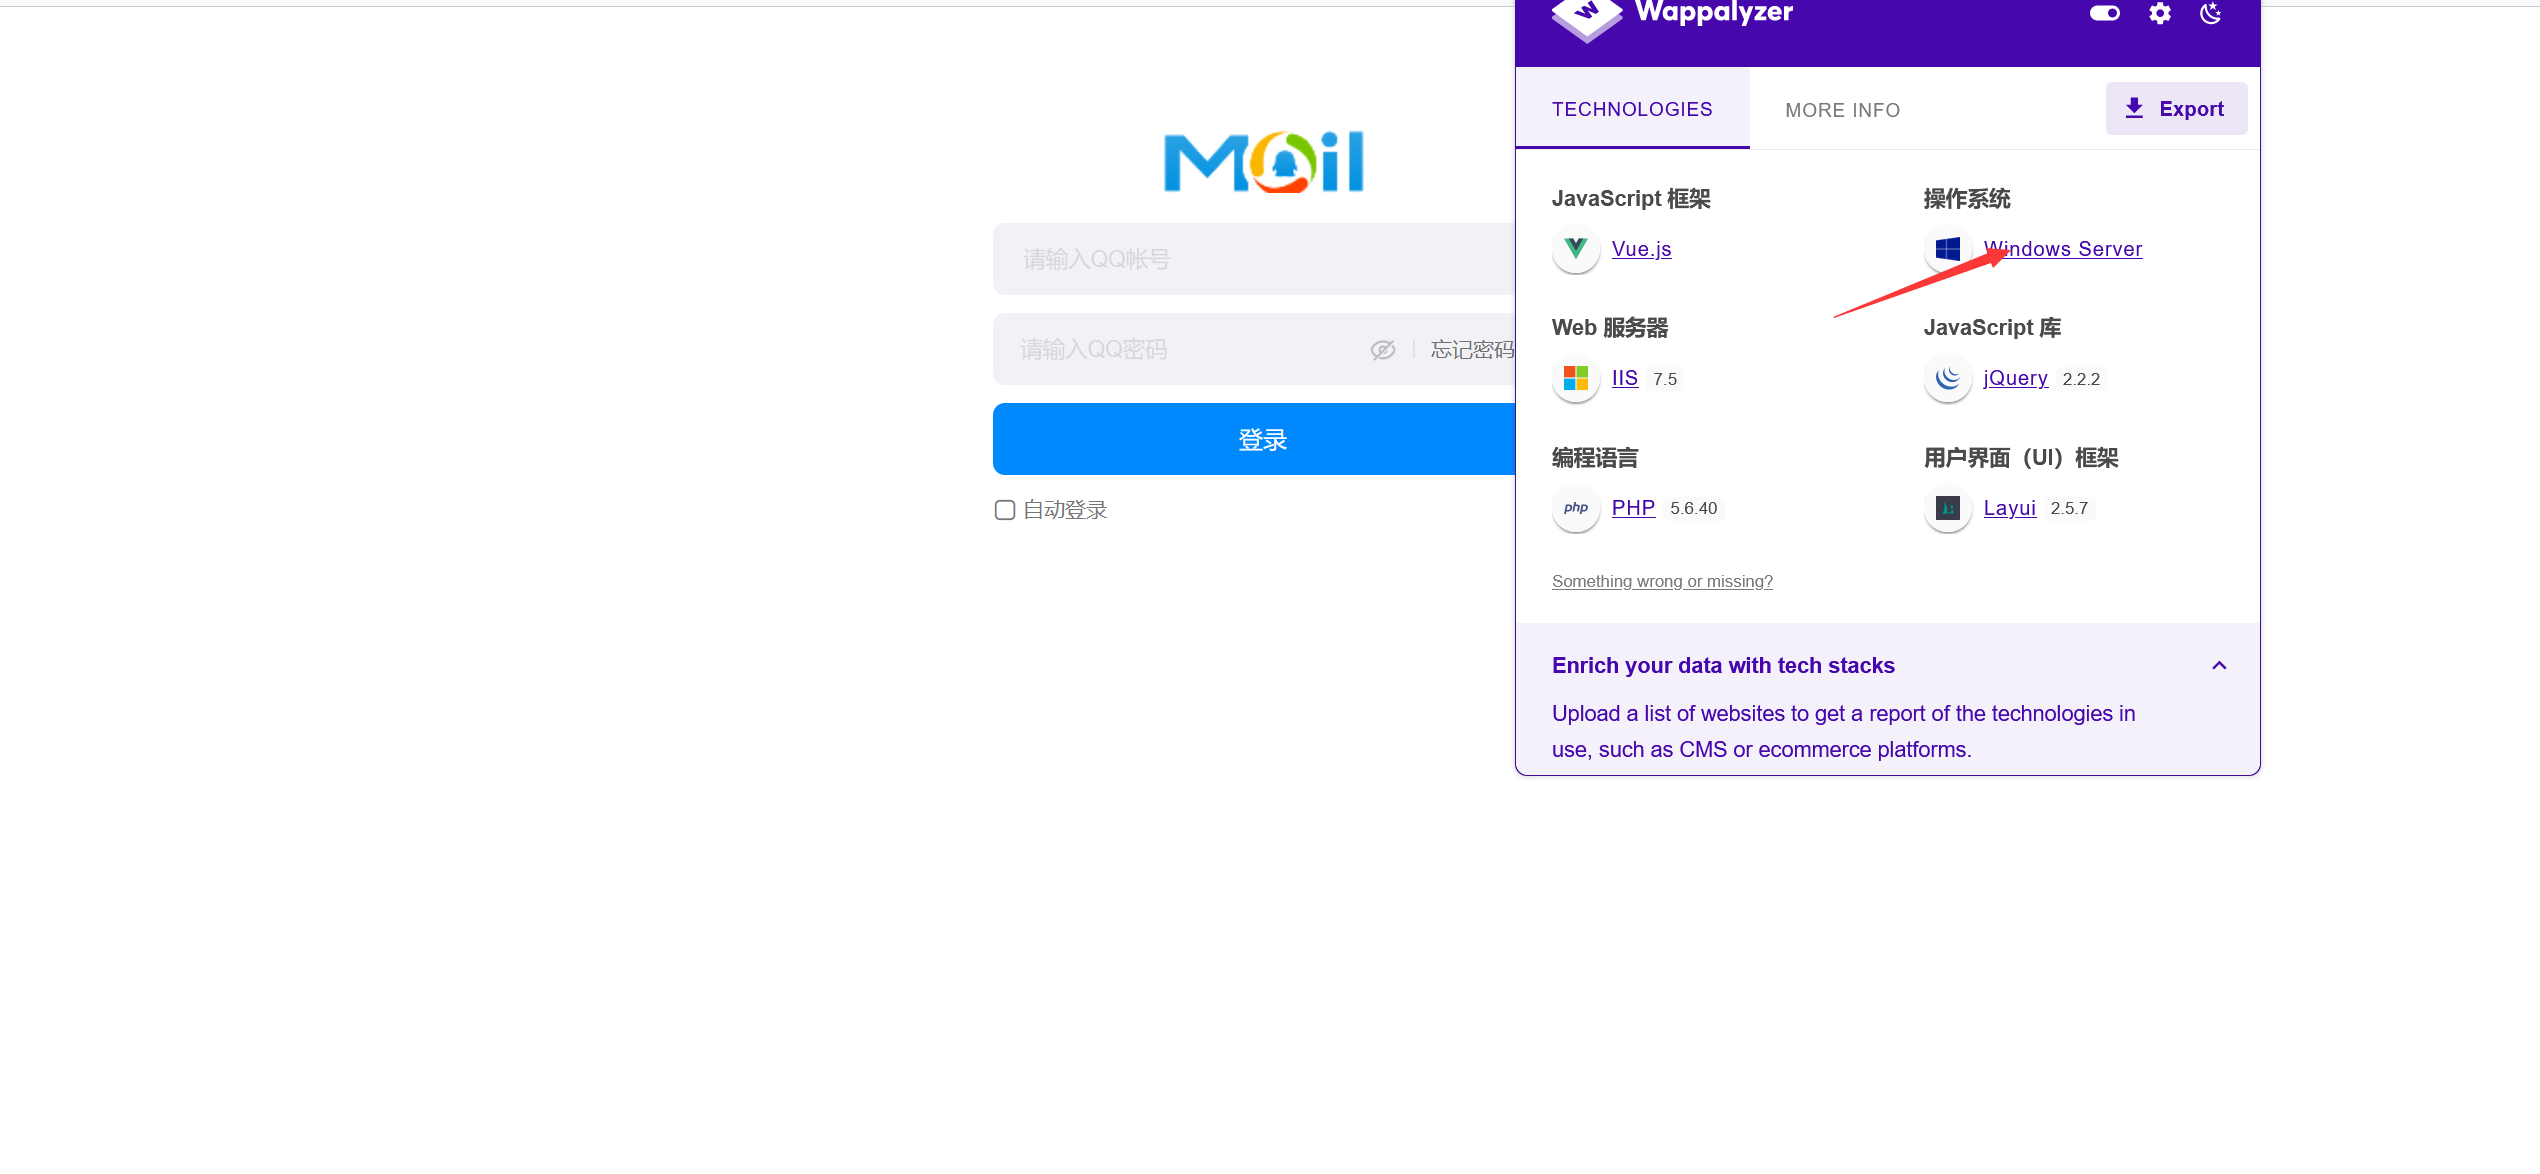 Wappalyzer
TECHNOLOGIES
MORE INFO
Export
Mail
请输入QQ帐号
请输入QQ密码
忘记密码
登录
自动登录
JavaScript 框架
Vue.js
操作系统
Windows Server
Web 服务器
IIS 7.5
JavaScript 库
jQuery 2.2.2
编程语言
php
PHP 5.6.40
用户界面（UI）框架
Layui 2.5.7
Something wrong or missing?
Enrich your data with tech stacks
Upload a list of websites to get a report of the technologies in
use, such as CMS or ecommerce platforms.